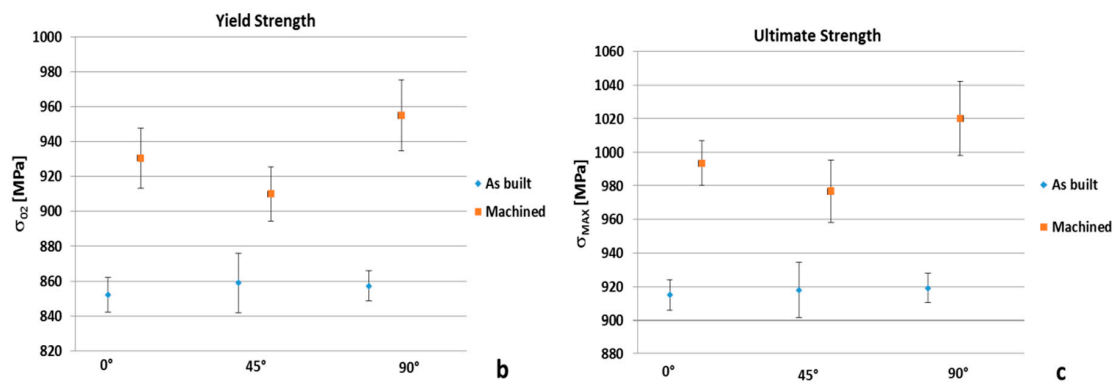 Yield Strength
1000
980
960
940
920
900
880
860
840
820
σ02 [MPa]
0°
45°
90°
As built
Machined
b
Ultimate Strength
1060
1040
1020
1000
980
960
940
920
900
880
σMAX [MPa]
0°
45°
90°
As built
Machined
c